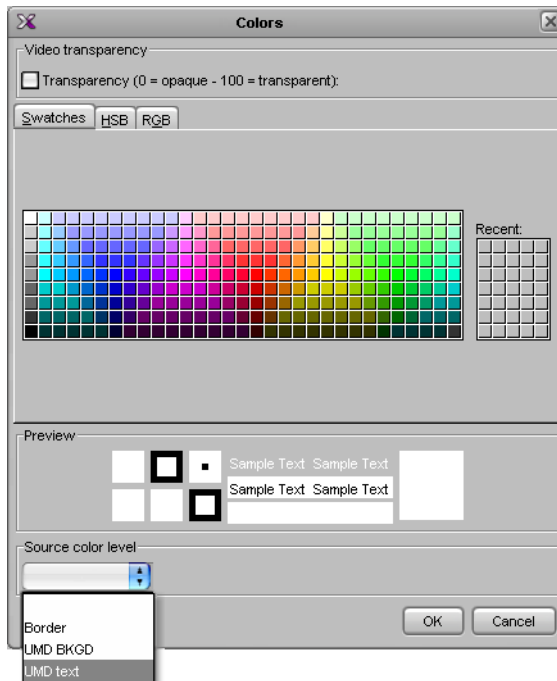 Colors
Video transparency
Transparency (0 = opaque - 100 = transparent):
Swatches HSB RGB
Recent:
Preview
Sample Text Sample Text
Sample Text Sample Text
Source color level
OK Cancel
Border
UMD BKGD
UMD text